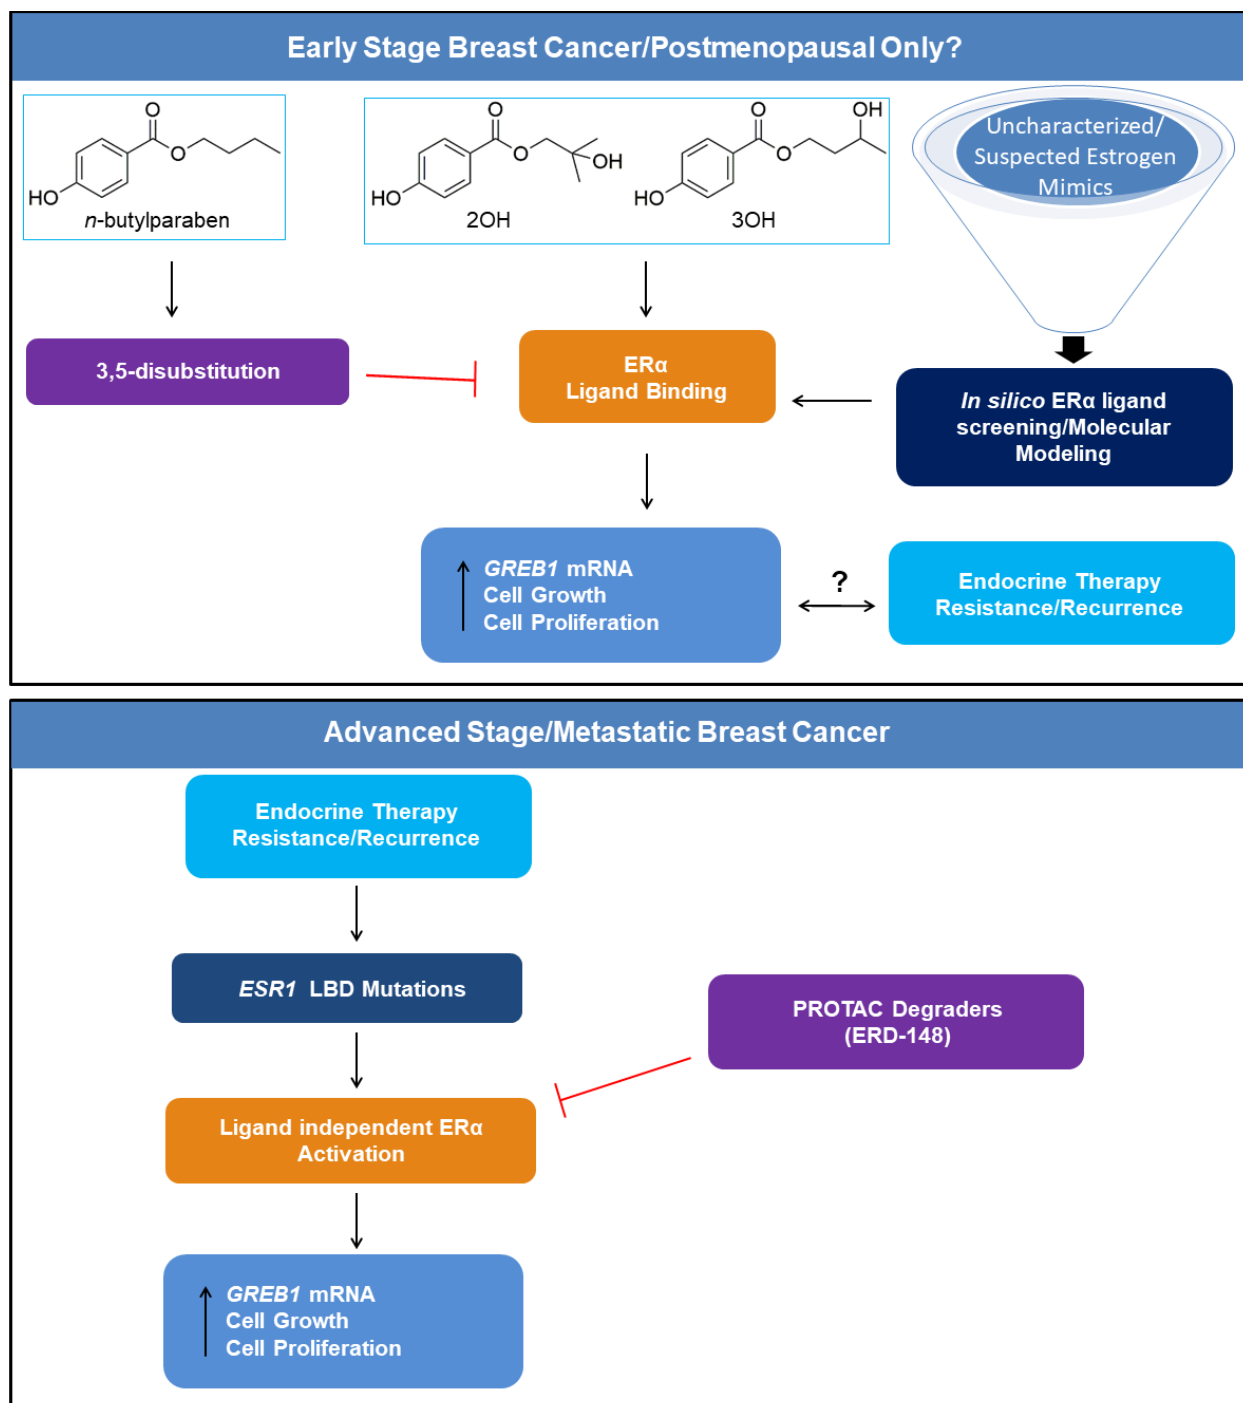 Early Stage Breast Cancer/Postmenopausal Only?
O
O
HO
n-butylparaben
O
O
OH
HO
2OH
O
O
OH
HO
3OH
Uncharacterized/
Suspected Estrogen
Mimics
3,5-disubstitution
ERα
Ligand Binding
In silico ERα ligand
screening/Molecular
Modeling
GREB1 mRNA
Cell Growth
Cell Proliferation
?
Endocrine Therapy
Resistance/Recurrence
Advanced Stage/Metastatic Breast Cancer
Endocrine Therapy
Resistance/Recurrence
ESR1 LBD Mutations
PROTAC Degraders
(ERD-148)
Ligand independent ERα
Activation
GREB1 mRNA
Cell Growth
Cell Proliferation